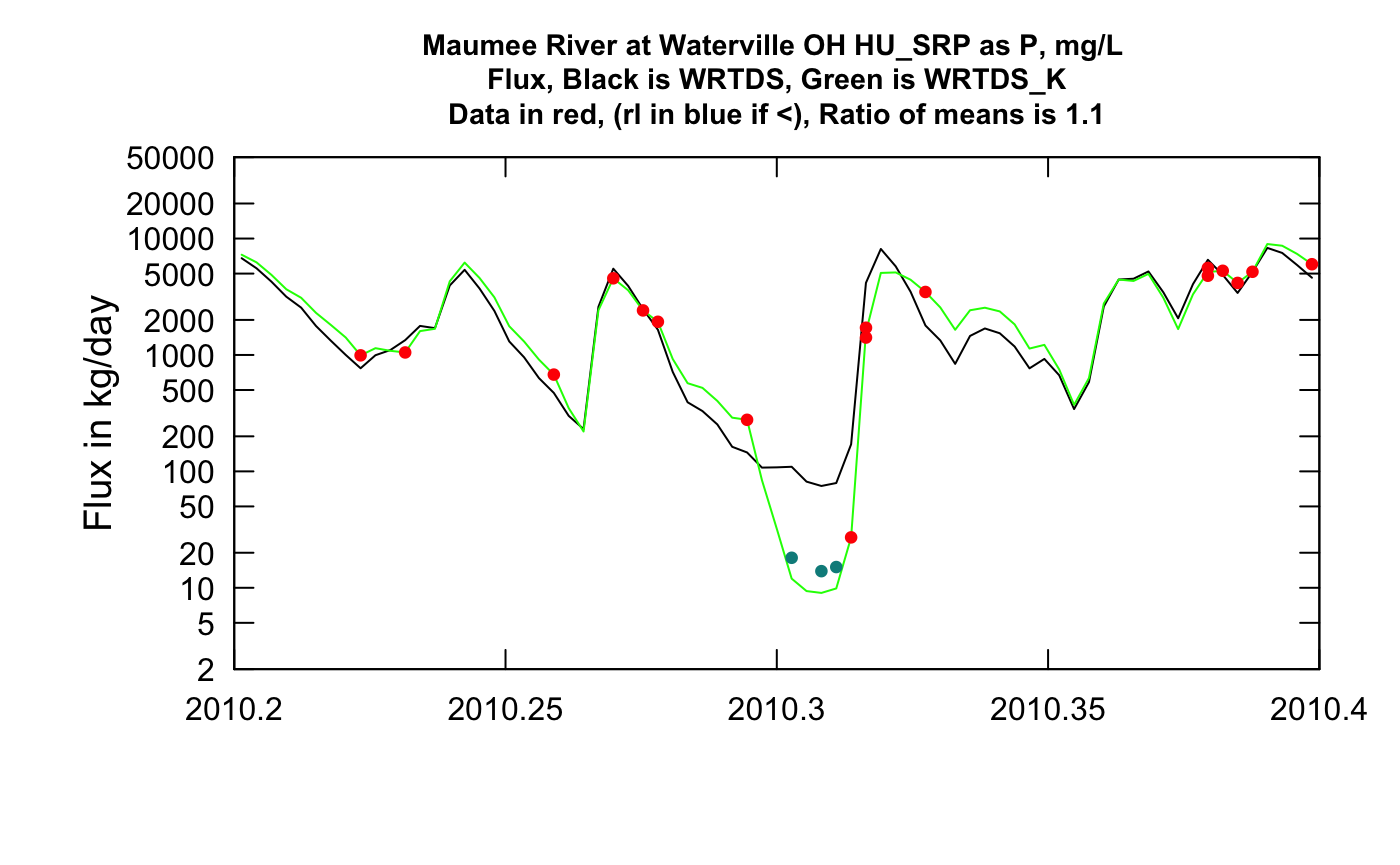 Maumee River at Waterville OH HU_SRP as P, mg/L
Flux, Black is WRTDS, Green is WRTDS_K
Data in red, (rl in blue if <), Ratio of means is 1.1
50000
20000
10000
5000
2000
1000
500
200
100
50
20
10
5
2
Flux in kg/day
2010.2 2010.25 2010.3 2010.35 2010.4